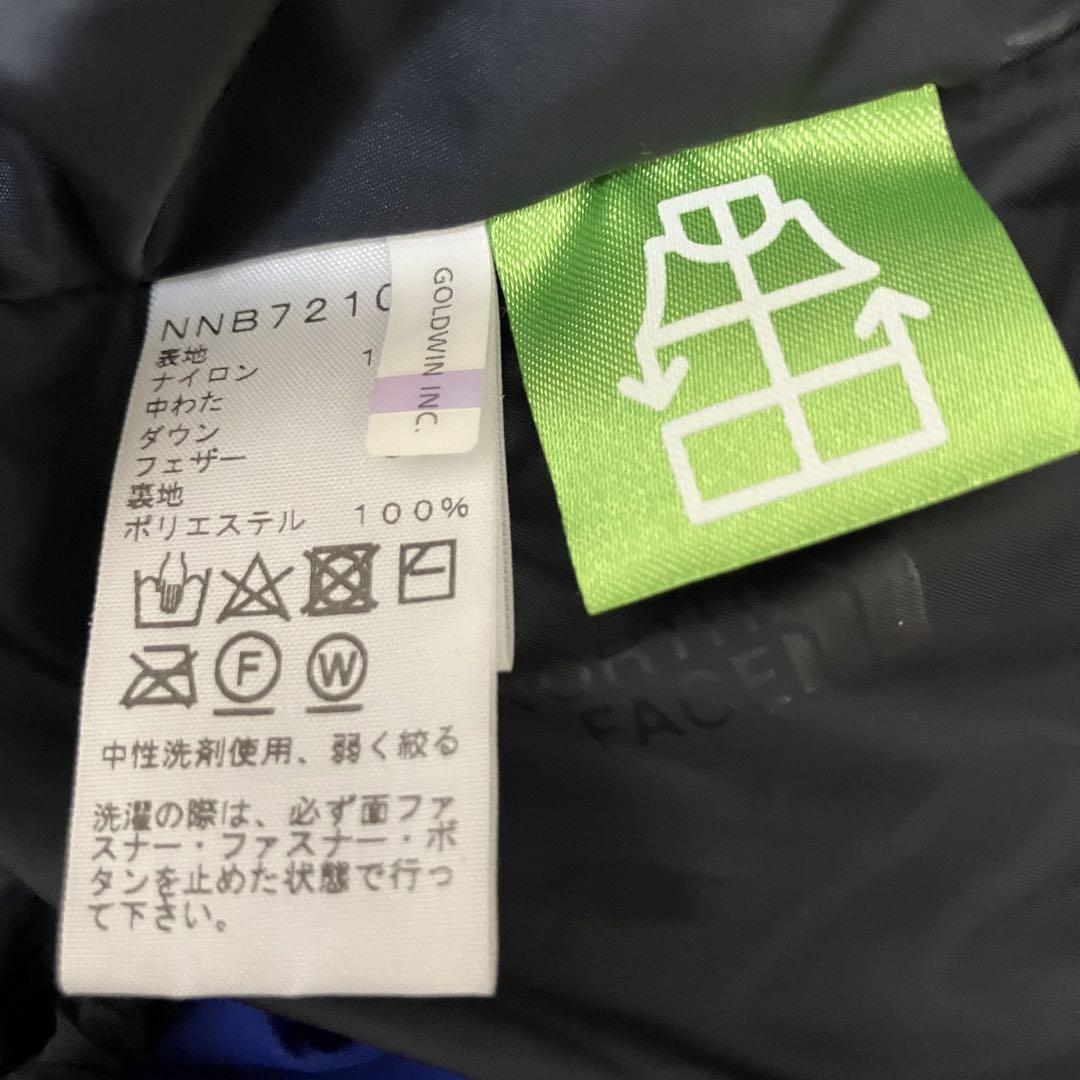 NNB7210
GOLDWIN INC.
表地
ナイロン
中わた
ダウン
フェザー
裏地
ポリエステル 100%
F
W
中性洗剤使用、弱く絞る
洗濯の際は、必ず面ファ
スナー・ファスナー・ボ
タンを止めた状態で行っ
て下さい。
FACE